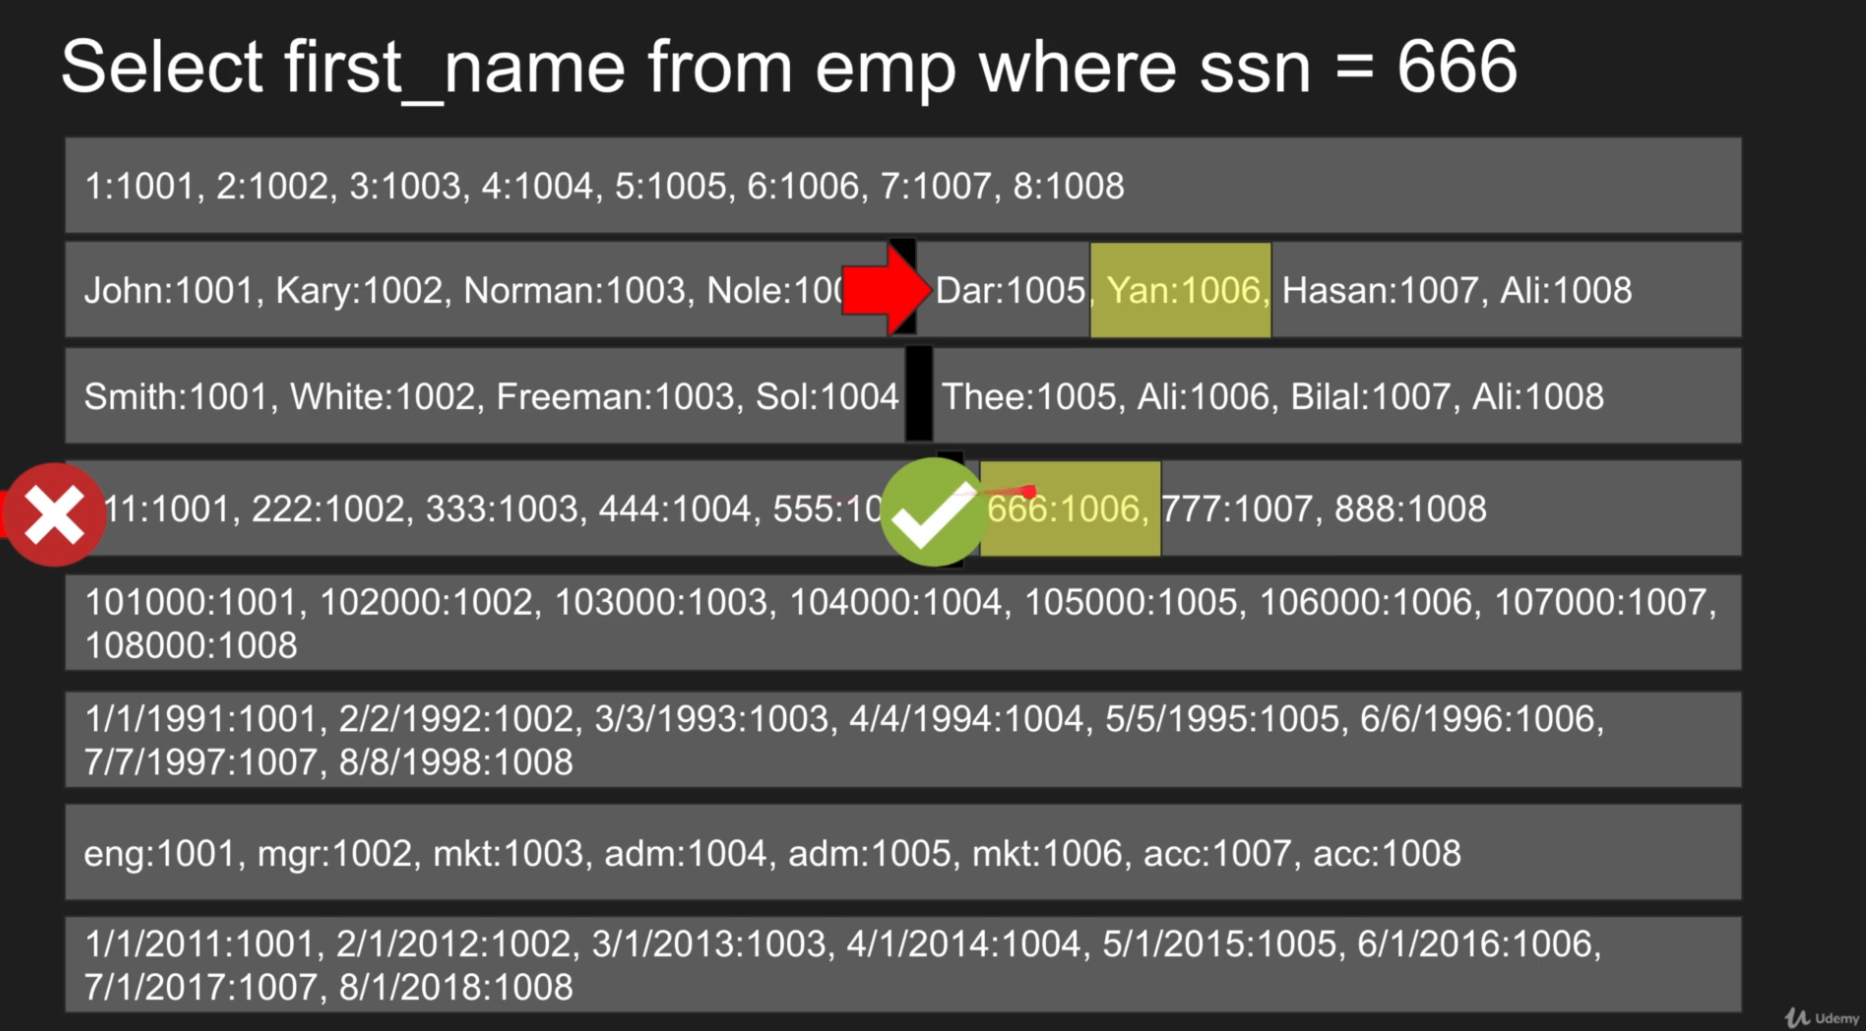 Select first_name from emp where ssn = 666
1:1001, 2:1002, 3:1003, 4:1004, 5:1005, 6:1006, 7:1007, 8:1008
John:1001, Kary:1002, Norman:1003, Nole:100 Dar:1005, Yan:1006, Hasan:1007, Ali:1008
Smith:1001, White:1002, Freeman:1003, Sol:1004 Thee:1005, Ali:1006, Bilal:1007, Ali:1008
11:1001, 222:1002, 333:1003, 444:1004, 555:10 666:1006, 777:1007, 888:1008
101000:1001, 102000:1002, 103000:1003, 104000:1004, 105000:1005, 106000:1006, 107000:1007,
108000:1008
1/1/1991:1001, 2/2/1992:1002, 3/3/1993:1003, 4/4/1994:1004, 5/5/1995:1005, 6/6/1996:1006,
7/7/1997:1007, 8/8/1998:1008
eng:1001, mgr:1002, mkt:1003, adm:1004, adm:1005, mkt:1006, acc:1007, acc:1008
1/1/2011:1001, 2/1/2012:1002, 3/1/2013:1003, 4/1/2014:1004, 5/1/2015:1005, 6/1/2016:1006,
7/1/2017:1007, 8/1/2018:1008
Udemy